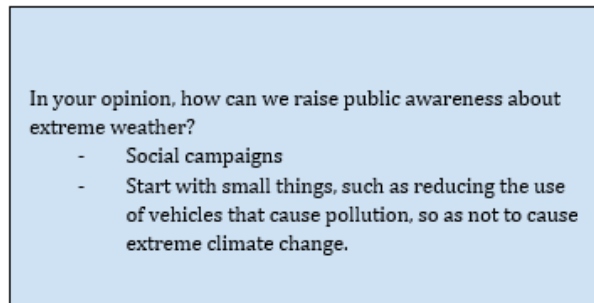 In your opinion, how can we raise public awareness about
extreme weather?
- Social campaigns
- Start with small things, such as reducing the use
of vehicles that cause pollution, so as not to cause
extreme climate change.